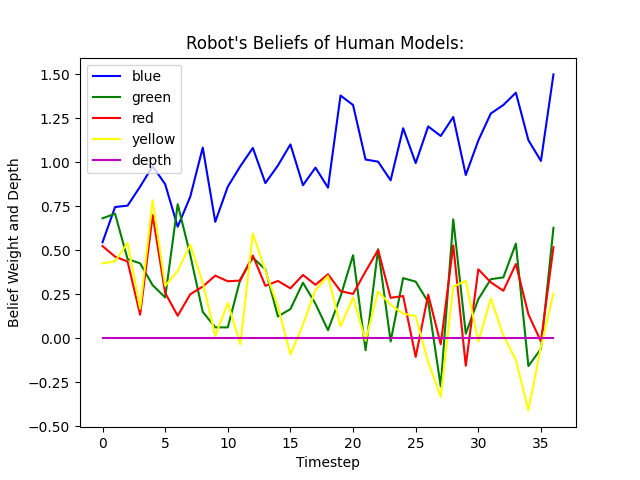 Robot's Beliefs of Human Models:
blue
green
red
yellow
depth
Belief Weight and Depth
1.50
1.25
1.00
0.75
0.50
0.25
0.00
−0.25
−0.50
0 5 10 15 20 25 30 35
Timestep